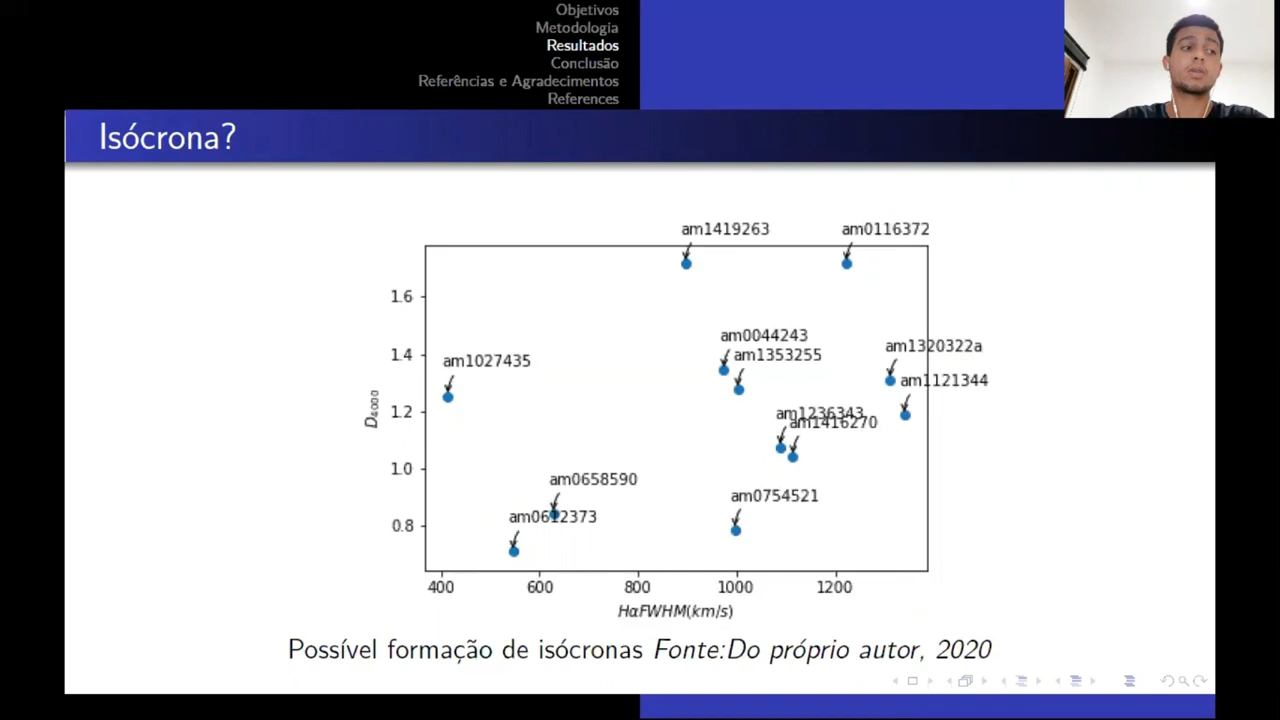 Objetivos
Metodologia
Resultados
Conclusão
Referências e Agradecimentos
References
Isócrona?
am1419263
am0116372
1.6
am0044243
am1320322a
am1353255
1.4
am1027435
am1121344
1.2
D4000
am1236343
am1416270
1.0
am0658590
am0754521
am0612373
0.8
400 600 800 1000 1200
HαFWHM(km/s)
Possível formação de isócronas Fonte:Do próprio autor, 2020